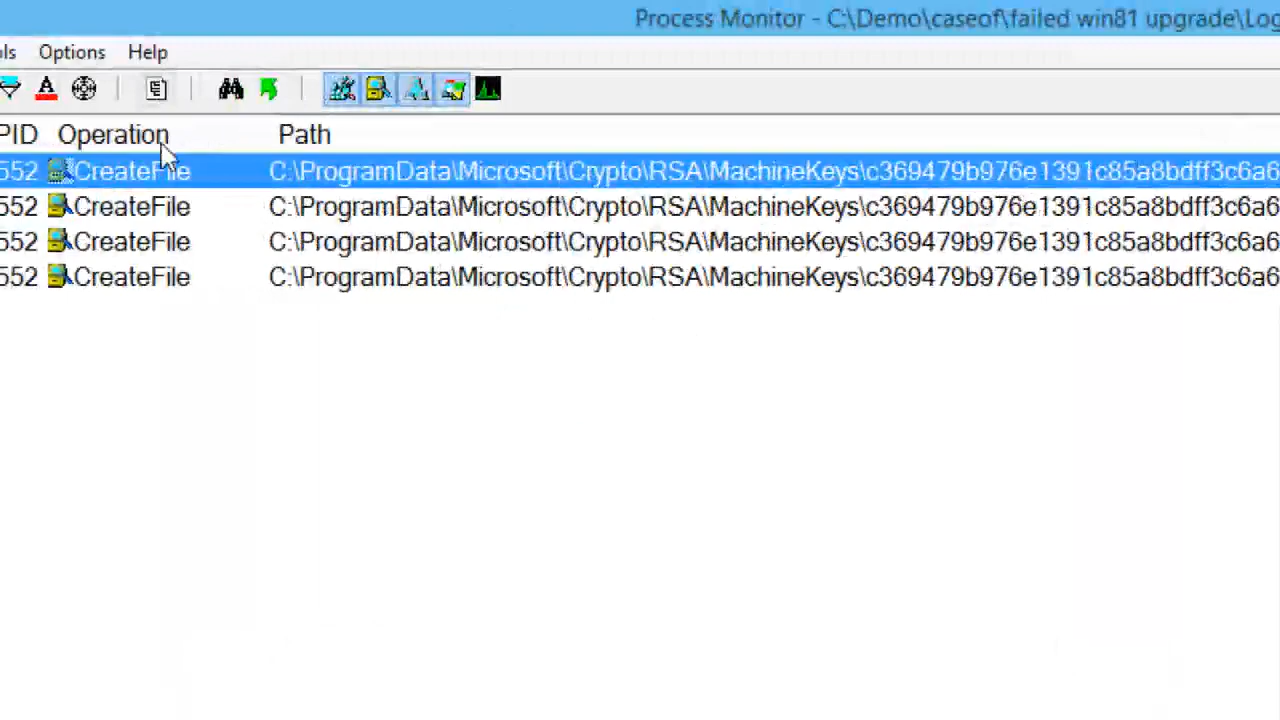 Process Monitor - C:\Demo\caseof\failed win81 upgrade\Log
ls Options Help
PID Operation Path
552 CreateFile C:\ProgramData\Microsoft\Crypto\RSA\MachineKeys\c369479b976e1391c85a8bdff3c6a6
552 CreateFile C:\ProgramData\Microsoft\Crypto\RSA\MachineKeys\c369479b976e1391c85a8bdff3c6a6
552 CreateFile C:\ProgramData\Microsoft\Crypto\RSA\MachineKeys\c369479b976e1391c85a8bdff3c6a6
552 CreateFile C:\ProgramData\Microsoft\Crypto\RSA\MachineKeys\c369479b976e1391c85a8bdff3c6a6